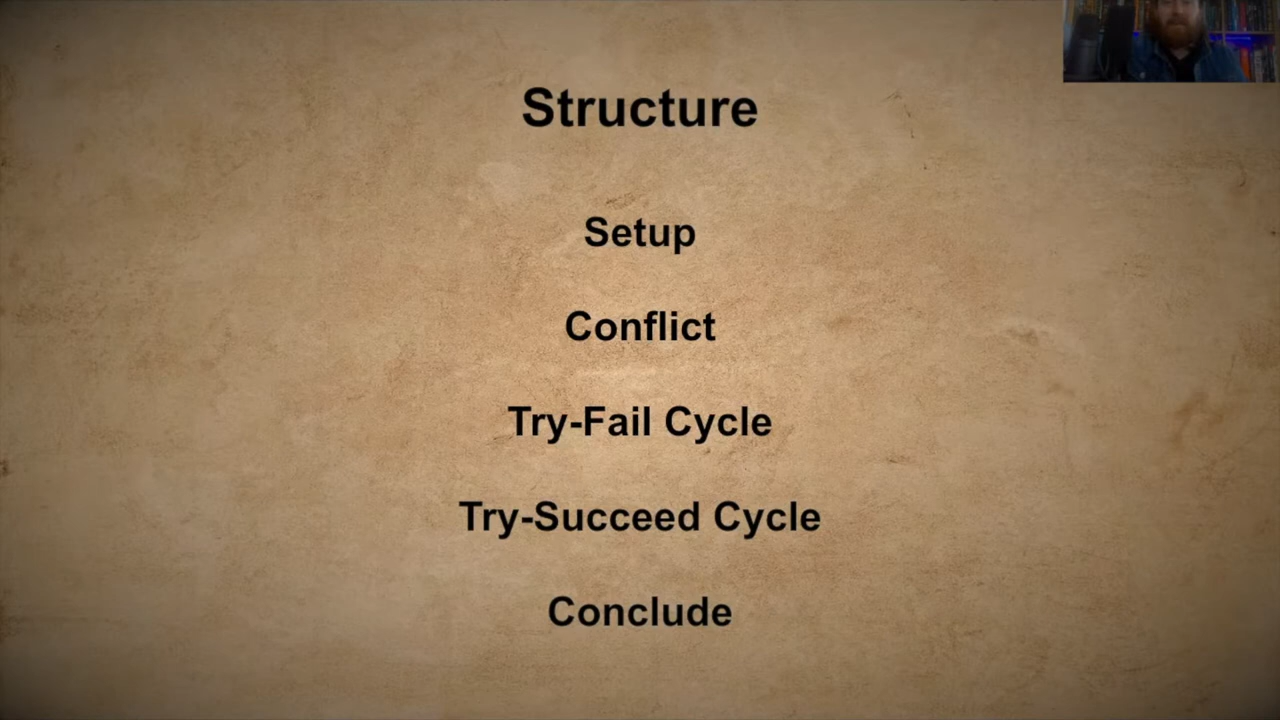 Structure
Setup
Conflict
Try-Fail Cycle
Try-Succeed Cycle
Conclude